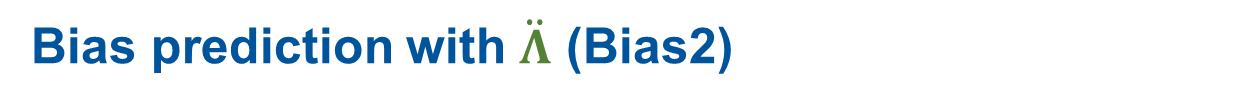 Bias prediction with Λ̈ (Bias2)